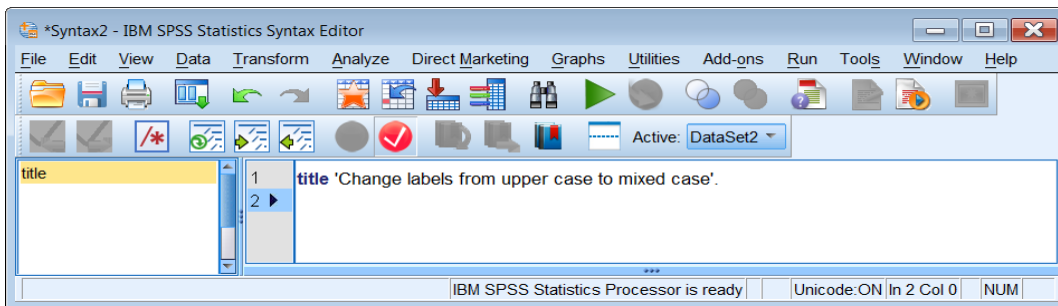 *Syntax2 - IBM SPSS Statistics Syntax Editor
File Edit View Data Transform Analyze Direct Marketing Graphs Utilities Add-ons Run Tools Window Help
Active: DataSet2
title
1 title 'Change labels from upper case to mixed case'.
2
IBM SPSS Statistics Processor is ready Unicode:ON In 2 Col 0 NUM